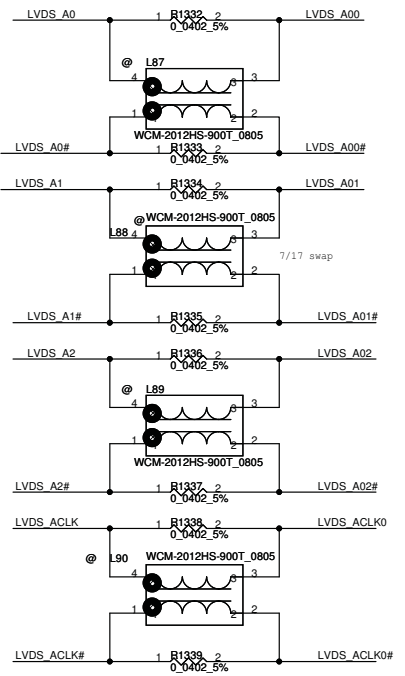 LVDS_A0 1 R1332 2 LVDS_A00
0_0402_5%
@ L87
4 3 3
1 2 2
WCM-2012HS-900T_0805
LVDS_A0# 1 R1333 2 LVDS_A00#
0_0402_5%
LVDS_A1 1 R1334 2 LVDS_A01
0_0402_5%
@ WCM-2012HS-900T_0805
L88
4 3 3
7/17 swap
1 2 2
LVDS_A1# 1 R1335 2 LVDS_A01#
0_0402_5%
LVDS_A2 1 R1336 2 LVDS_A02
0_0402_5%
@ L89
4 3 3
1 2 2
WCM-2012HS-900T_0805
LVDS_A2# 1 R1337 2 LVDS_A02#
0_0402_5%
LVDS_ACLK 1 R1338 2 LVDS_ACLK0
0_0402_5%
@ L90 WCM-2012HS-900T_0805
4 3 3
1 2 2
LVDS_ACLK# 1 R1339 2 LVDS_ACLK0#
0_0402_5%